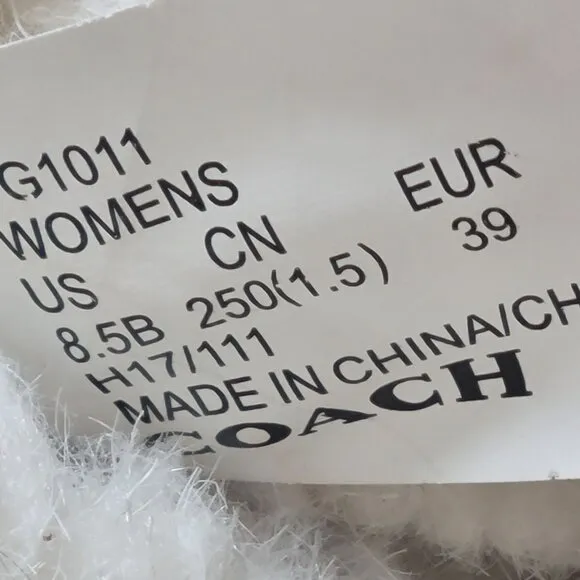 G1011
WOMENS
US CN EUR
8.5B 250(1.5) 39
H17/111
MADE IN CHINA/CH
COACH